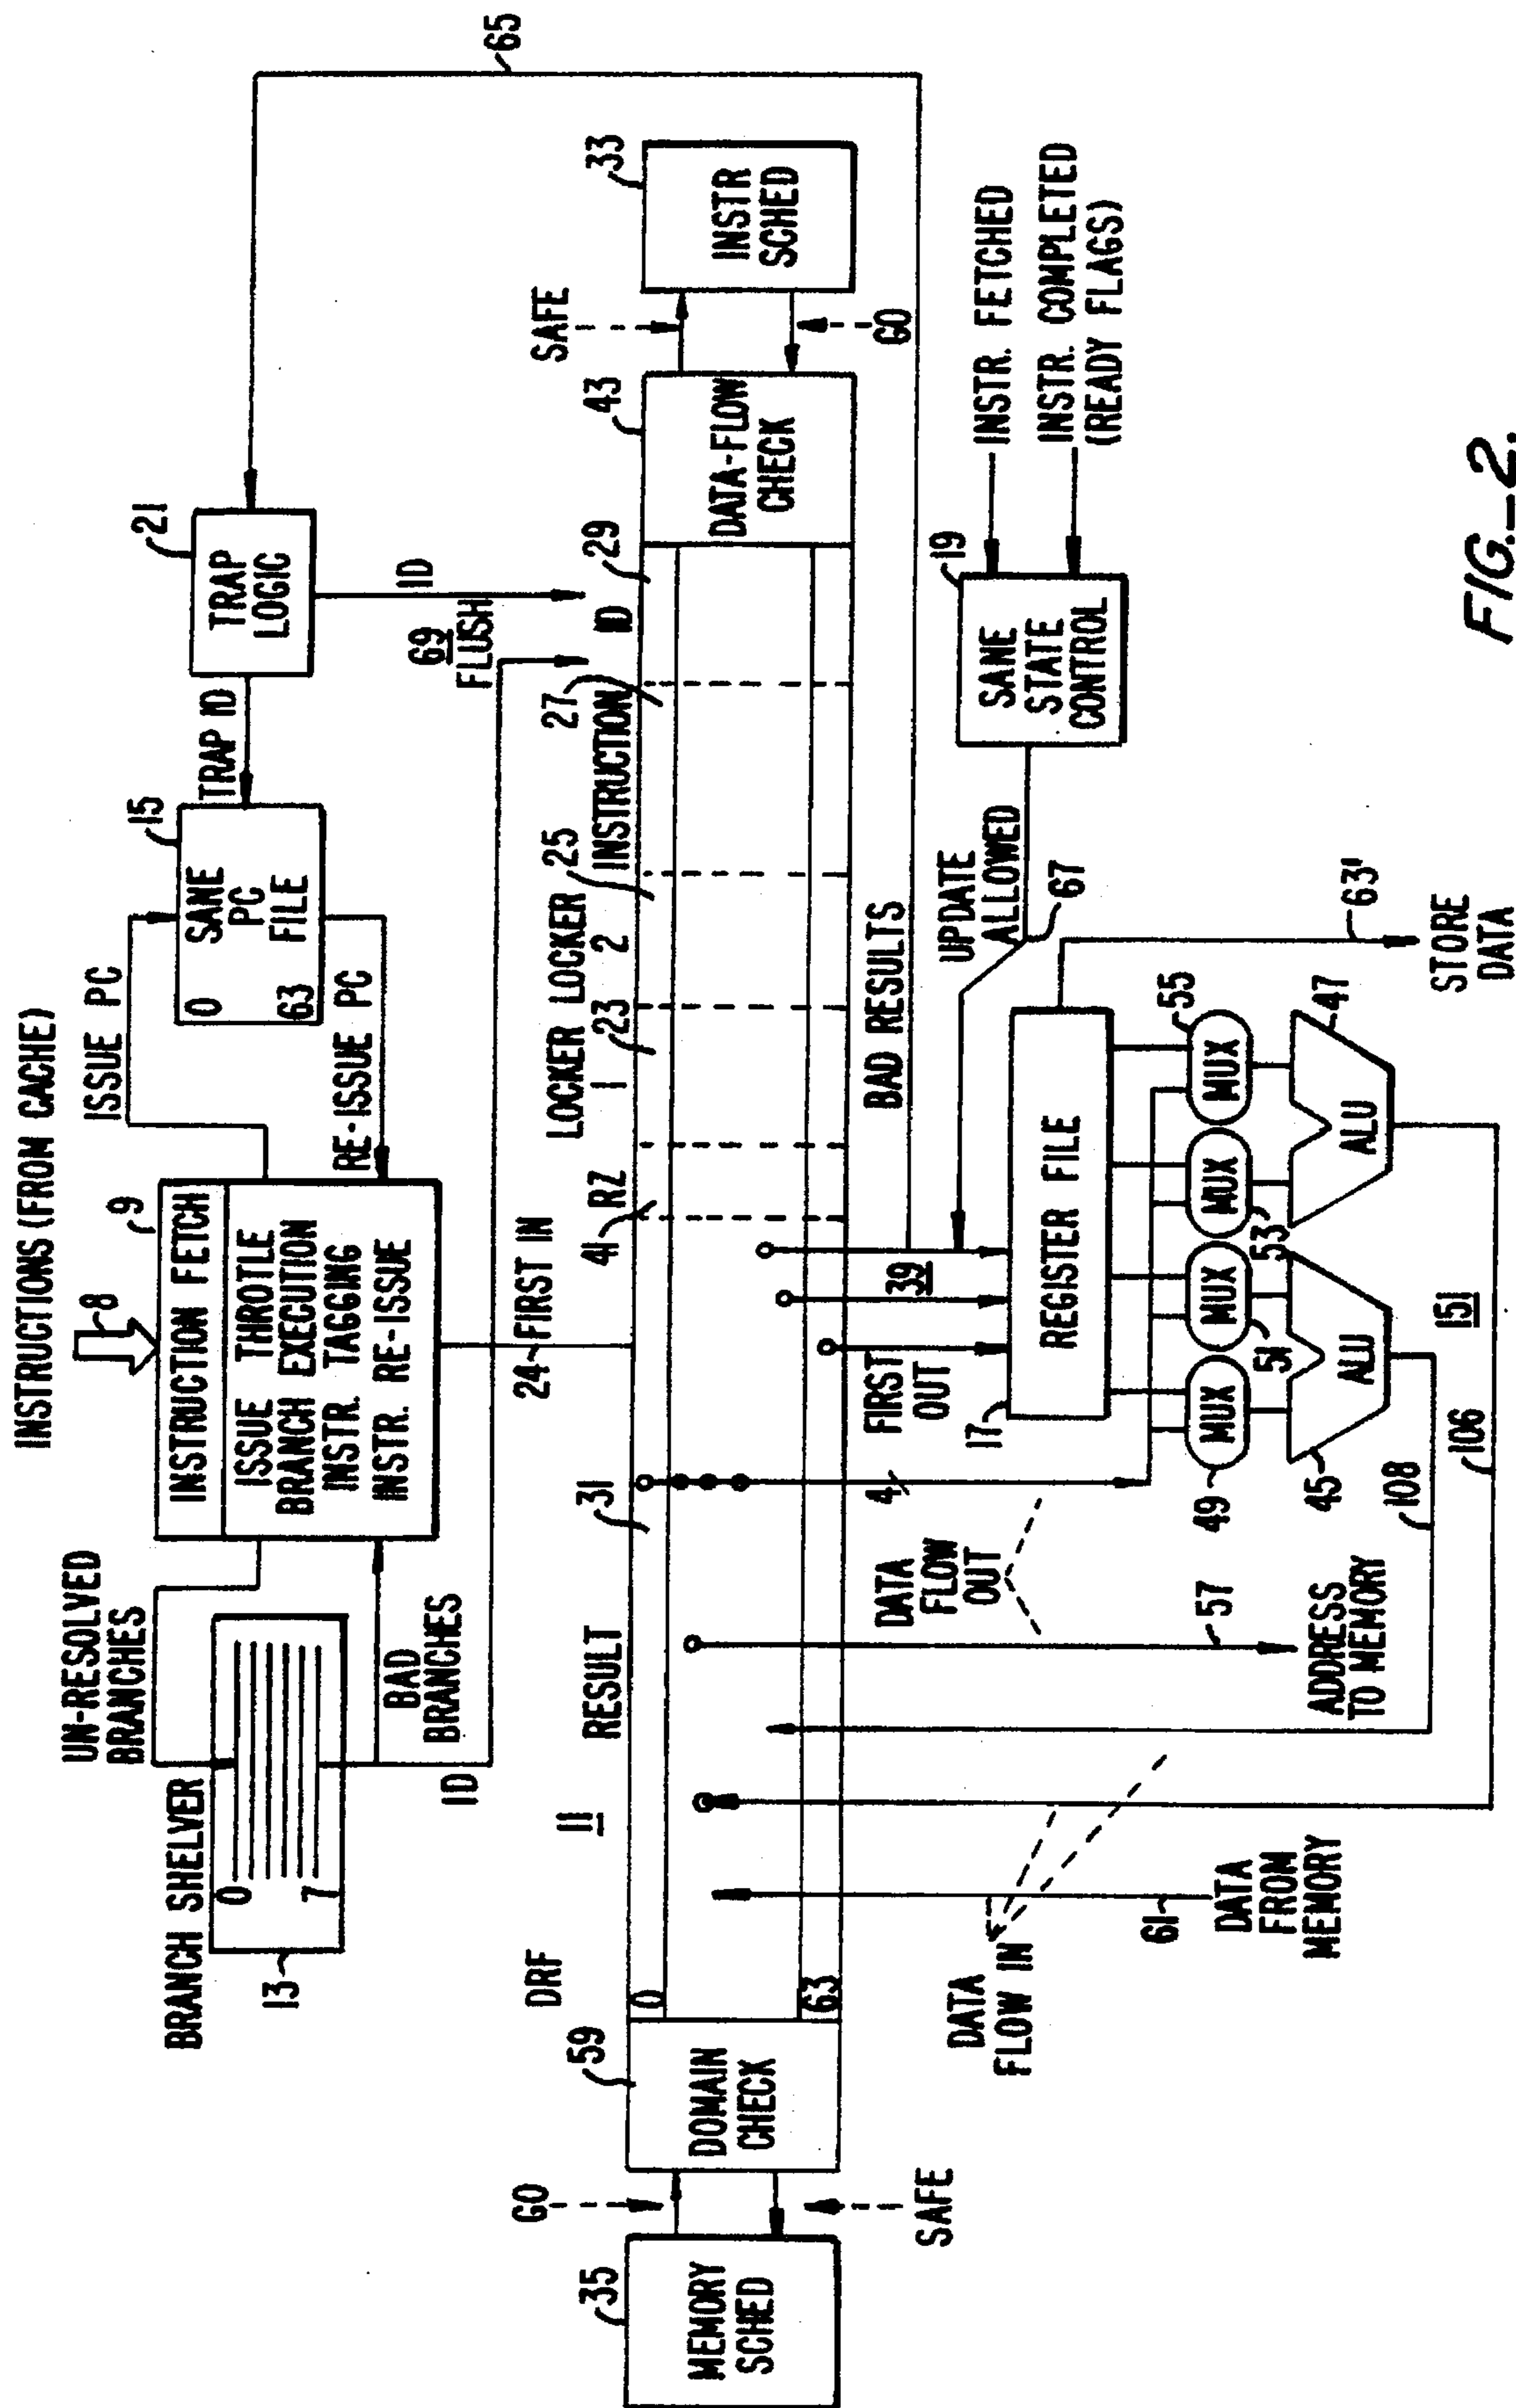 INSTRUCTIONS (FROM CACHE)
8
BRANCH SHELVER
UN-RESOLVED
BRANCHES
13
0
7
BAD
BRANCHES
ID
9
INSTRUCTION FETCH
ISSUE THROTLE
BRANCH EXECUTION
INSTR. TAGGING
INSTR. RE-ISSUE
ISSUE PC
RE-ISSUE PC
15
0 SANE
PC
FILE
63
TRAP ID
21
TRAP
LOGIC
ID
69
FLUSH
65
24
FIRST IN
35
MEMORY
SCHED
GO
SAFE
59
DOMAIN
CHECK
DRF
11
0
63
RESULT
31
41
RZ
LOCKER
1
23
LOCKER
2
25
INSTRUCTION
27
ID
29
43
DATA-FLOW
CHECK
SAFE
GO
33
INSTR
SCHED
DATA
FLOW IN
61
DATA
FROM
MEMORY
DATA
FLOW
OUT
57
ADDRESS
TO MEMORY
4
FIRST
OUT
39
BAD RESULTS
UPDATE
ALLOWED
67
19
SANE
STATE
CONTROL
INSTR. FETCHED
INSTR. COMPLETED
(READY FLAGS)
17
REGISTER FILE
63'
STORE
DATA
49
MUX
51
MUX
53
MUX
55
MUX
45
ALU
47
ALU
108
106
151
FIG._2.